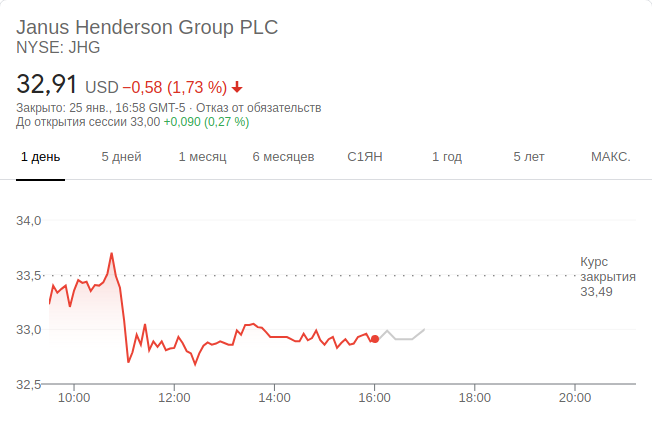 Janus Henderson Group PLC
NYSE: JHG
32,91 USD −0,58 (1,73 %)
Закрыто: 25 янв., 16:58 GMT-5 · Отказ от обязательств
До открытия сессии 33,00 +0,090 (0,27 %)
1 день 5 дней 1 месяц 6 месяцев С1ЯН 1 год 5 лет МАКС.
34,0
33,5
33,0
32,5
Курс
закрытия
33,49
10:00 12:00 14:00 16:00 18:00 20:00